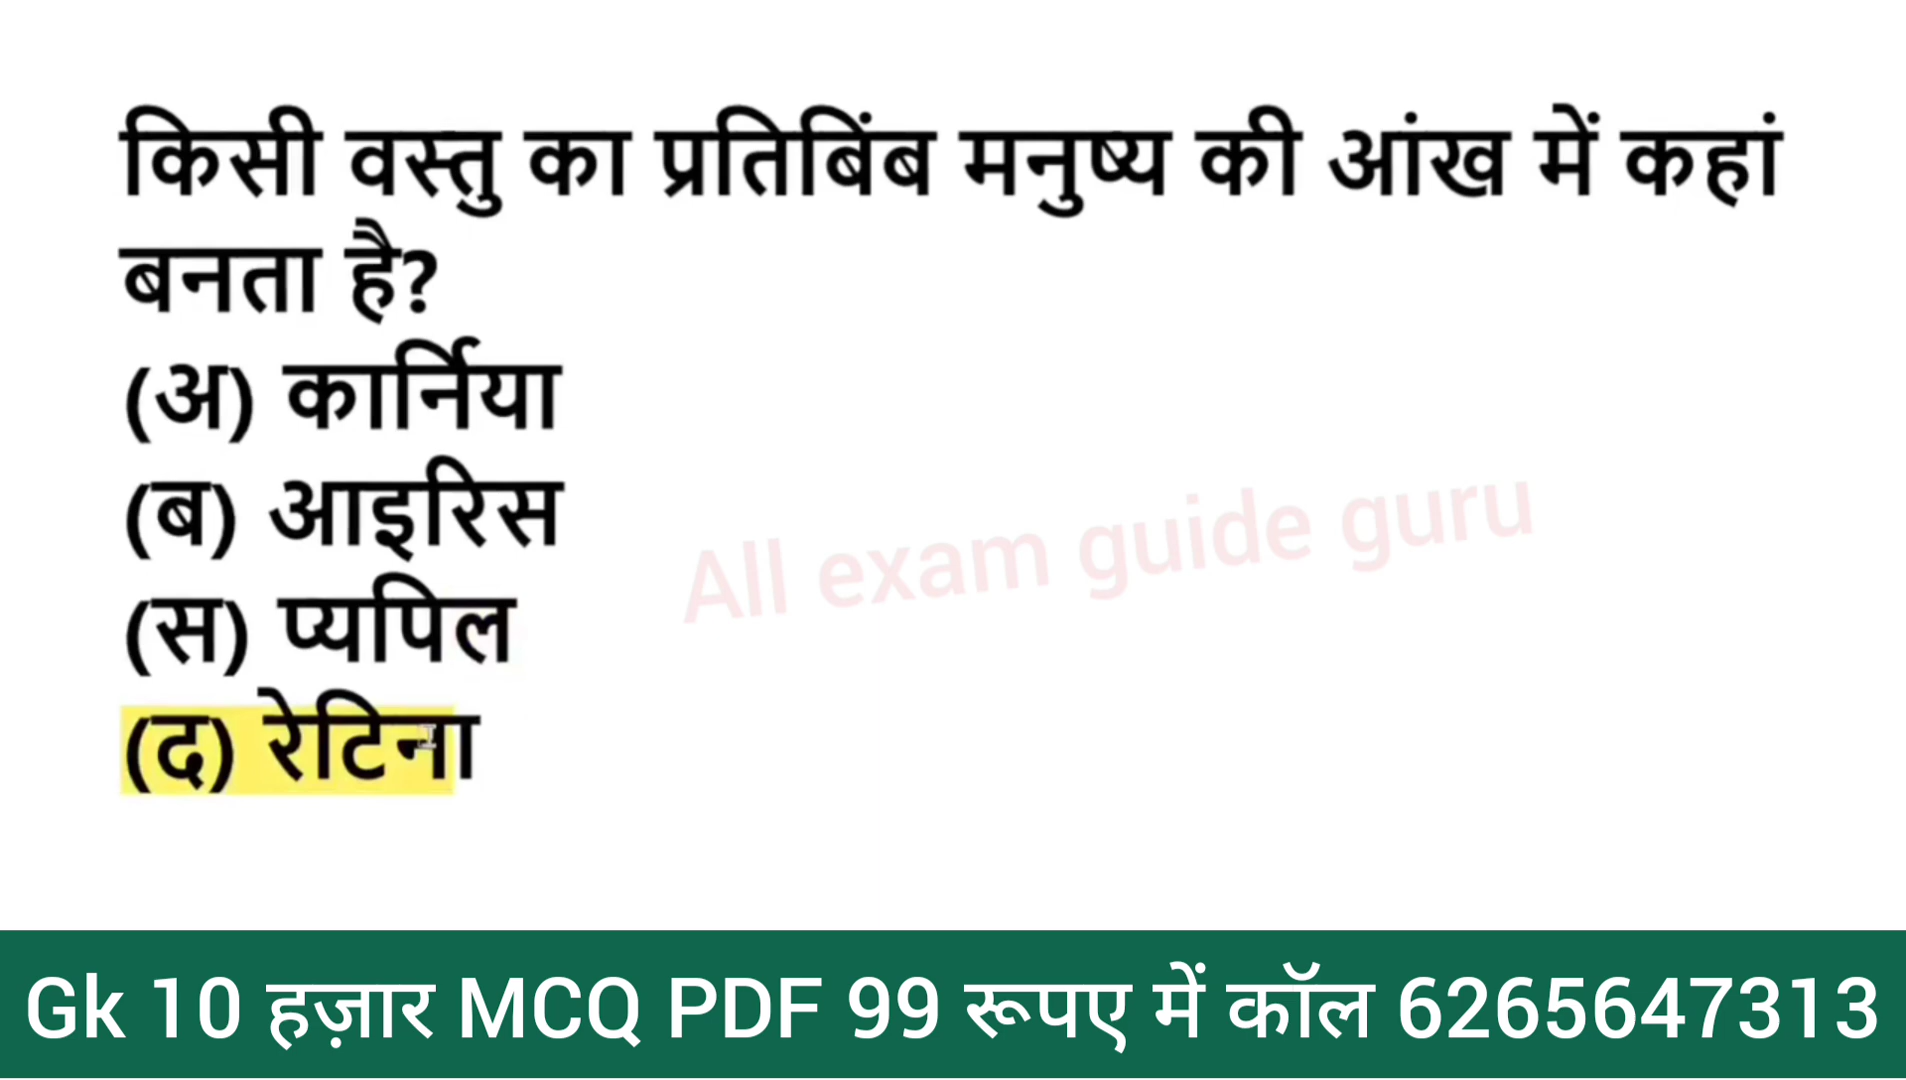 किसी वस्तु का प्रतिबिंब मनुष्य की आंख में कहां
बनता है?
(अ) कार्निया
(ब) आइरिस
(स) प्यपिल
(द) रेटिना
All exam guide guru
Gk 10 हज़ार MCQ PDF 99 रूपए में कॉल 6265647313